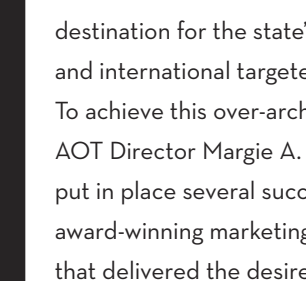 destination for the state'
and international targete
To achieve this over-arch
AOT Director Margie A.
put in place several succ
award-winning marketing
that delivered the desire